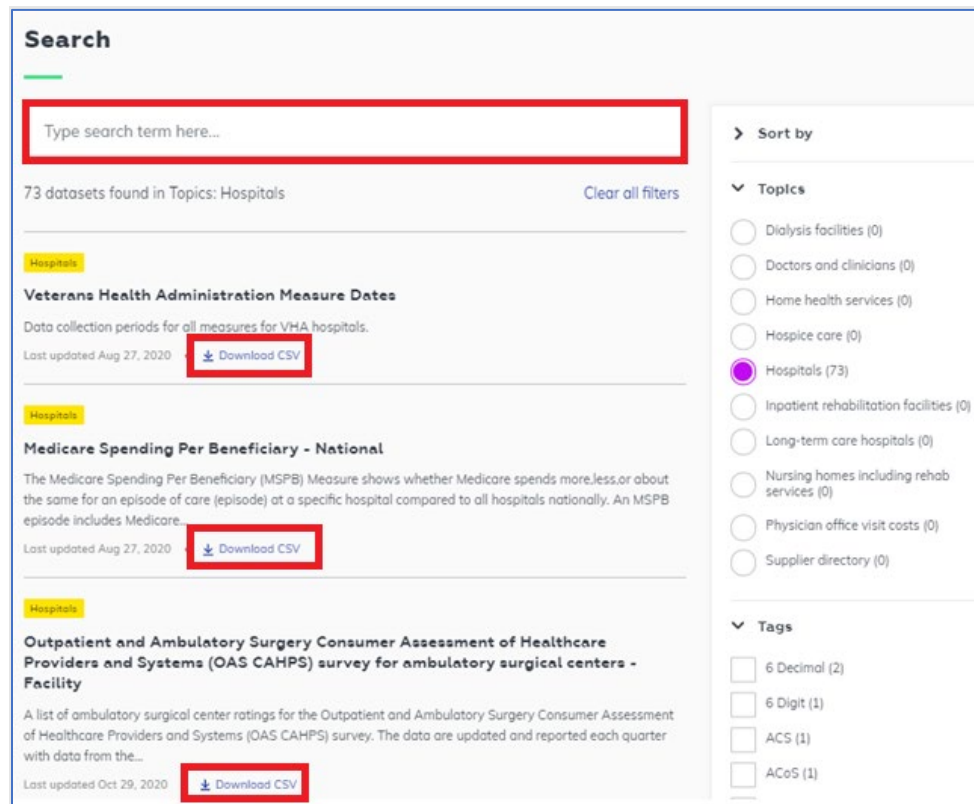 Search
Type search term here...
73 datasets found in Topics: Hospitals
Clear all filters
Hospitals
Veterans Health Administration Measure Dates
Data collection periods for all measures for VHA hospitals.
Last updated Aug 27, 2020 • Download CSV
Hospitals
Medicare Spending Per Beneficiary - National
The Medicare Spending Per Beneficiary (MSPB) Measure shows whether Medicare spends more,less,or about
the same for an episode of care (episode) at a specific hospital compared to all hospitals nationally. An MSPB
episode includes Medicare...
Last updated Aug 27, 2020 • Download CSV
Hospitals
Outpatient and Ambulatory Surgery Consumer Assessment of Healthcare
Providers and Systems (OAS CAHPS) survey for ambulatory surgical centers -
Facility
A list of ambulatory surgical center ratings for the Outpatient and Ambulatory Surgery Consumer Assessment
of Healthcare Providers and Systems (OAS CAHPS) survey. The data are updated and reported each quarter
with data from the...
Last updated Oct 29, 2020 Download CSV
Sort by
Topics
Dialysis facilities (0)
Doctors and clinicians (0)
Home health services (0)
Hospice care (0)
Hospitals (73)
Inpatient rehabilitation facilities (0)
Long-term care hospitals (0)
Nursing homes including rehab
services (0)
Physician office visit costs (0)
Supplier directory (0)
Tags
6 Decimal (2)
6 Digit (1)
ACS (1)
ACoS (1)